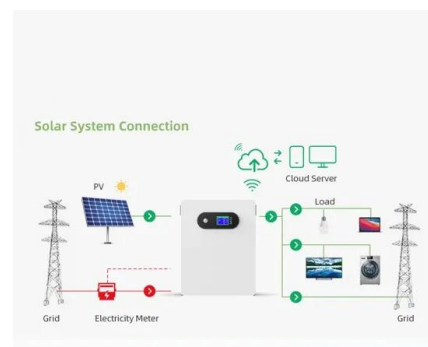 Solar System Connection
Cloud Server
PV
Load
Grid
Electricity Meter
Grid